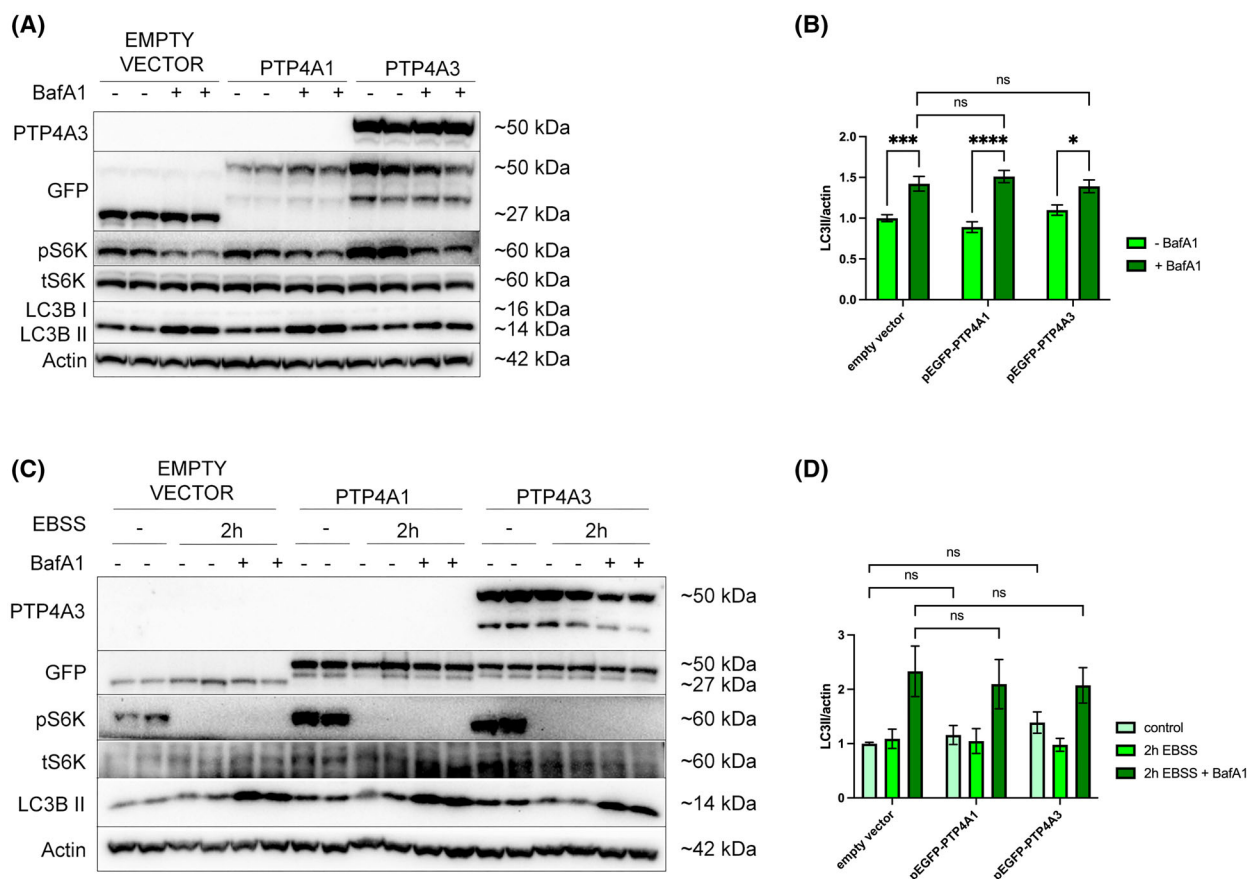 (A)
EMPTY
VECTOR PTP4A1 PTP4A3
BafA1 - - + + - - + + - - + +
PTP4A3 ~50 kDa
GFP ~50 kDa
~27 kDa
pS6K ~60 kDa
tS6K ~60 kDa
LC3B I ~16 kDa
LC3B II ~14 kDa
Actin ~42 kDa
(B)
ns
ns
*** **** *
2.0
1.5
1.0
0.5
0.0
LC3II/actin
empty vector
pEGFP-PTP4A1
pEGFP-PTP4A3
- BafA1
+ BafA1
(C)
EMPTY
VECTOR PTP4A1 PTP4A3
EBSS - 2h - 2h - 2h
BafA1 - - - - + + - - - - + + - - - - + +
PTP4A3 ~50 kDa
GFP ~50 kDa
~27 kDa
pS6K ~60 kDa
tS6K ~60 kDa
LC3B II ~14 kDa
Actin ~42 kDa
(D)
ns
ns
ns
ns
3
2
1
0
LC3II/actin
empty vector
pEGFP-PTP4A1
pEGFP-PTP4A3
control
2h EBSS
2h EBSS + BafA1